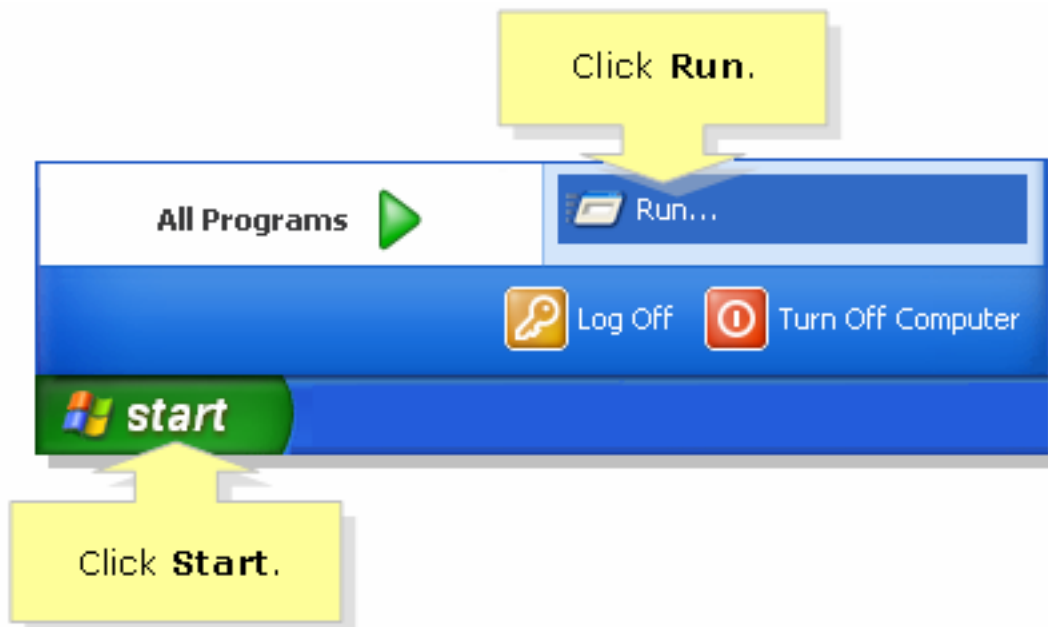 Click Run.
All Programs
Run...
Log Off
Turn Off Computer
start
Click Start.